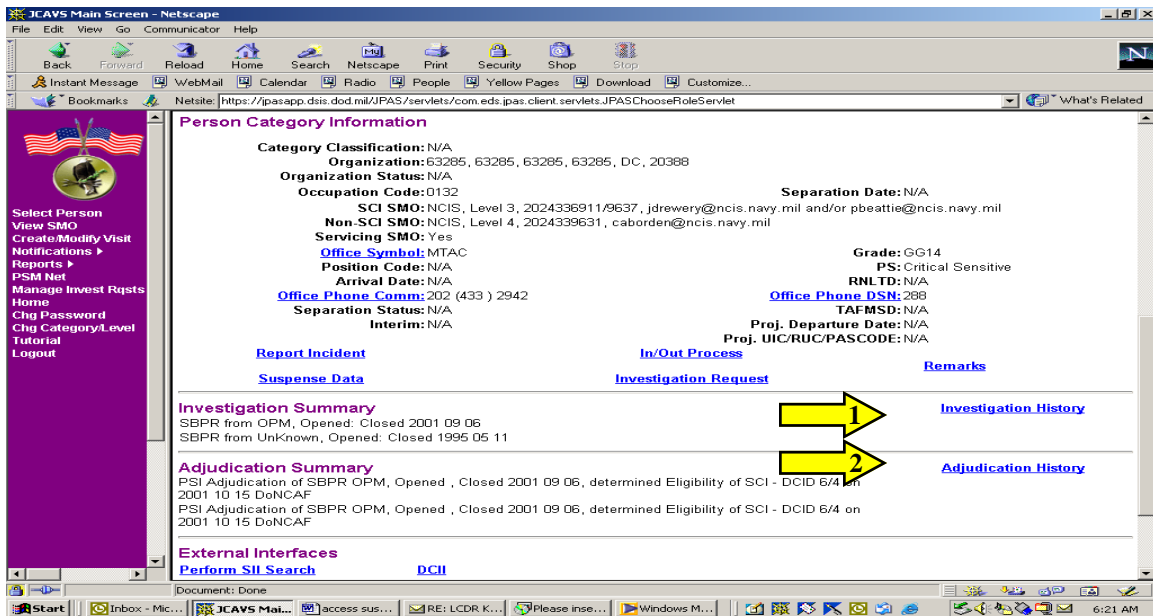 JCAVS Main Screen - Netscape
File Edit View Go Communicator Help
Back Forward Reload Home Search Netscape Print Security Shop Stop
My
N
Instant Message WebMail Calendar Radio People Yellow Pages Download Customize...
Bookmarks Netsite: https://jpasapp.dsis.dod.mil/JPAS/servlets/com.eds.jpas.client.servlets.JPASChooseRoleServlet What's Related
Select Person
View SMO
Create/Modify Visit
Notifications
Reports
PSM Net
Manage Invest Rqsts
Home
Chg Password
Chg Category/Level
Tutorial
Logout
Person Category Information
Category Classification: N/A
Organization: 63285, 63285, 63285, 63285, DC, 20388
Organization Status: N/A
Occupation Code: 0132 Separation Date: N/A
SCI SMO: NCIS, Level 3, 2024336911/9637, jdrewery@ncis.navy.mil and/or pbeattie@ncis.navy.mil
Non-SCI SMO: NCIS, Level 4, 2024339631, caborden@ncis.navy.mil
Servicing SMO: Yes
Office Symbol: MTAC Grade: GG14
Position Code: N/A PS: Critical Sensitive
Arrival Date: N/A RNLTD: N/A
Office Phone Comm: 202 (433 ) 2942 Office Phone DSN: 288
Separation Status: N/A TAFMSD: N/A
Interim: N/A Proj. Departure Date: N/A
Proj. UIC/RUC/PASCODE: N/A
Report Incident In/Out Process Remarks
Suspense Data Investigation Request
Investigation Summary 1 Investigation History
SBPR from OPM, Opened: Closed 2001 09 06
SBPR from UnKnown, Opened: Closed 1995 05 11
Adjudication Summary 2 Adjudication History
PSI Adjudication of SBPR OPM, Opened , Closed 2001 09 06, determined Eligibility of SCI - DCID 6/4 on
2001 10 15 DoNCAF
PSI Adjudication of SBPR OPM, Opened , Closed 2001 09 06, determined Eligibility of SCI - DCID 6/4 on
2001 10 15 DoNCAF
External Interfaces
Perform SII Search DCII
Document: Done
Start Inbox - Mic... JCAVS Mai... access sus... RE: LCDR K... Please inse... Windows M... 6:21 AM